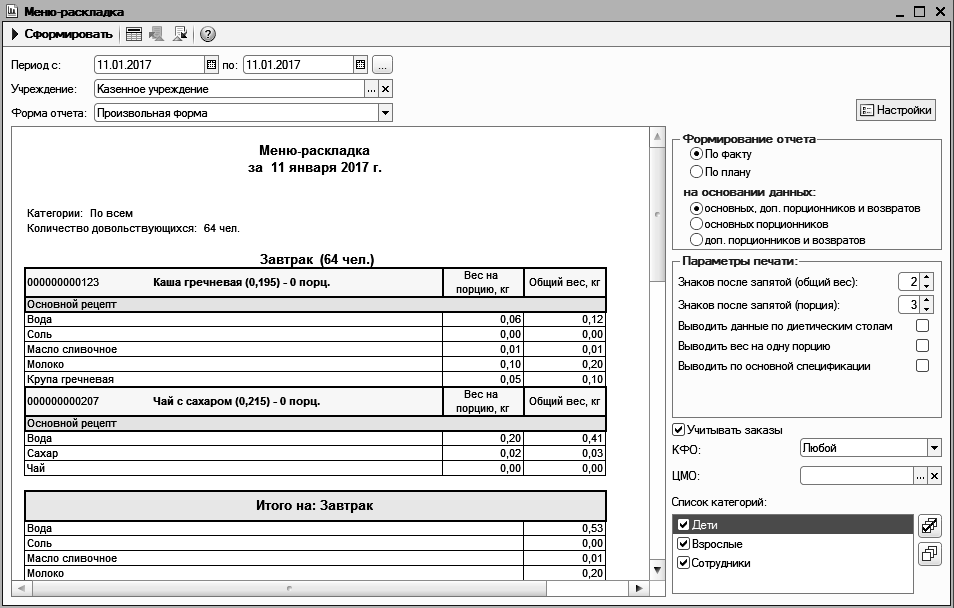 Меню-раскладка
Сформировать
Период с: 11.01.2017 по: 11.01.2017 ...
Учреждение: Казенное учреждение ...
Форма отчета: Произвольная форма
Настройки
Меню-раскладка
за 11 января 2017 г.
Категории: По всем
Количество довольствующихся: 64 чел.
Завтрак (64 чел.)
000000000123 Каша гречневая (0,195) - 0 порц. Вес на порцию, кг Общий вес, кг
Основной рецепт
Вода 0,06 0,12
Соль 0,00 0,00
Масло сливочное 0,01 0,01
Молоко 0,10 0,20
Крупа гречневая 0,05 0,10
000000000207 Чай с сахаром (0,215) - 0 порц. Вес на порцию, кг Общий вес, кг
Основной рецепт
Вода 0,20 0,41
Сахар 0,02 0,03
Чай 0,00 0,00
Итого на: Завтрак
Вода 0,53
Соль 0,00
Масло сливочное 0,01
Молоко 0,20
Формирование отчета
По факту
По плану
на основании данных:
основных, доп. порционников и возвратов
основных порционников
доп. порционников и возвратов
Параметры печати:
Знаков после запятой (общий вес): 2
Знаков после запятой (порция): 3
Выводить данные по диетическим столам
Выводить вес на одну порцию
Выводить по основной спецификации
Учитывать заказы
КФО: Любой
ЦМО: ...
Список категорий:
Дети
Взрослые
Сотрудники